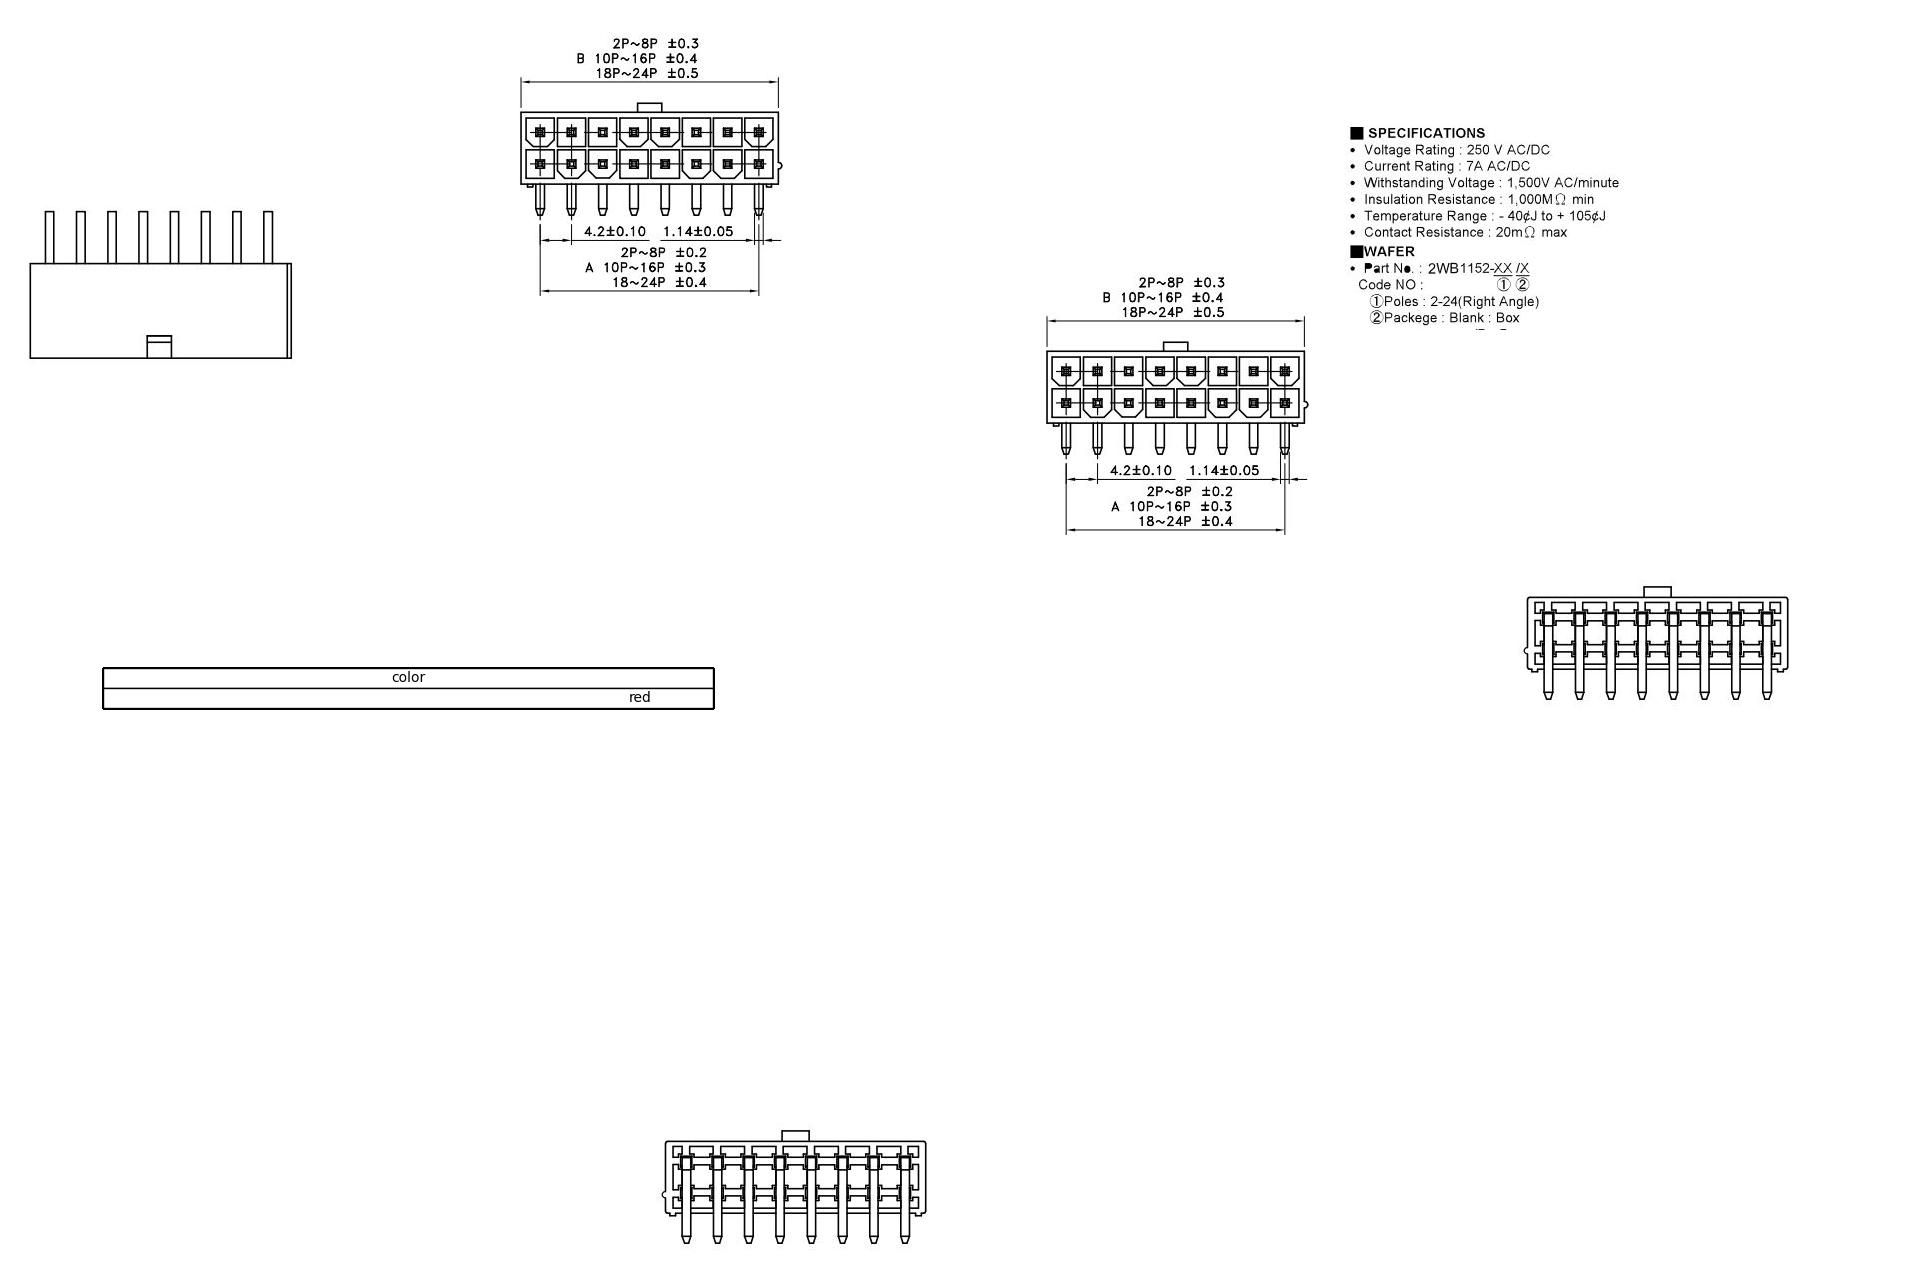 2P~8P ±0.3
B 10P~16P ±0.4
18P~24P ±0.5
4.2±0.10 1.14±0.05
2P~8P ±0.2
A 10P~16P ±0.3
18~24P ±0.4
■ SPECIFICATIONS
• Voltage Rating : 250 V AC/DC
• Current Rating : 7A AC/DC
• Withstanding Voltage : 1,500V AC/minute
• Insulation Resistance : 1,000MΩ min
• Temperature Range : - 40¢J to + 105¢J
• Contact Resistance : 20mΩ max
■WAFER
• Part No. : 2WB1152-XX /X
Code NO : ① ②
①Poles : 2-24(Right Angle)
②Packege : Blank : Box
2P~8P ±0.3
B 10P~16P ±0.4
18P~24P ±0.5
4.2±0.10 1.14±0.05
2P~8P ±0.2
A 10P~16P ±0.3
18~24P ±0.4
color
red